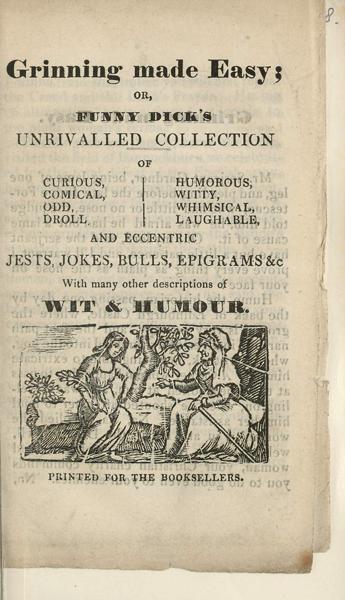 8.
Grinning made Easy;
OR,
FUNNY DICK'S
UNRIVALLED COLLECTION
OF
CURIOUS, HUMOROUS,
COMICAL, WITTY,
ODD, WHIMSICAL,
DROLL, LAUGHABLE,
AND ECCENTRIC
JESTS, JOKES, BULLS, EPIGRAMS &c
With many other descriptions of
WIT & HUMOUR.
PRINTED FOR THE BOOKSELLERS.